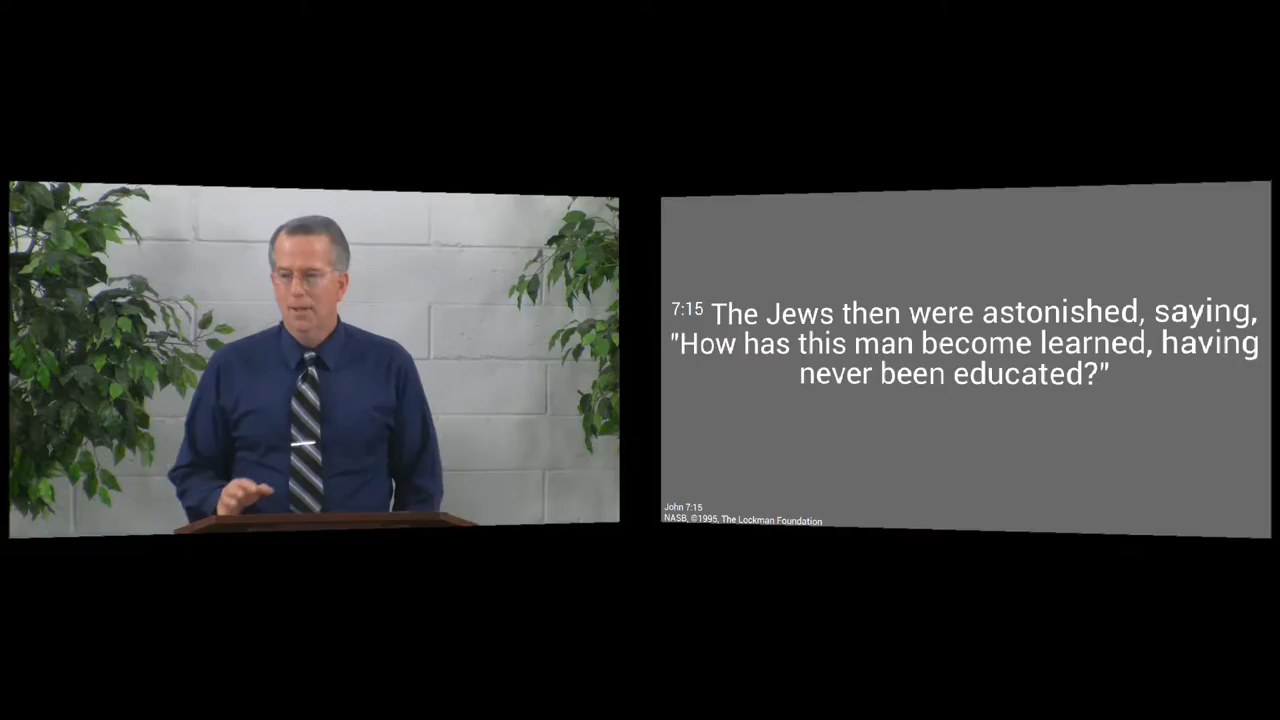 7:15 The Jews then were astonished, saying,
"How has this man become learned, having
never been educated?"
John 7:15
NASB, ©1995, The Lockman Foundation